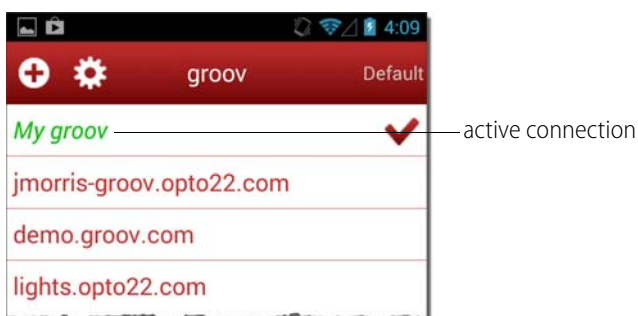 4:09
groov Default
My groov active connection
jmorris-groov.opto22.com
demo.groov.com
lights.opto22.com